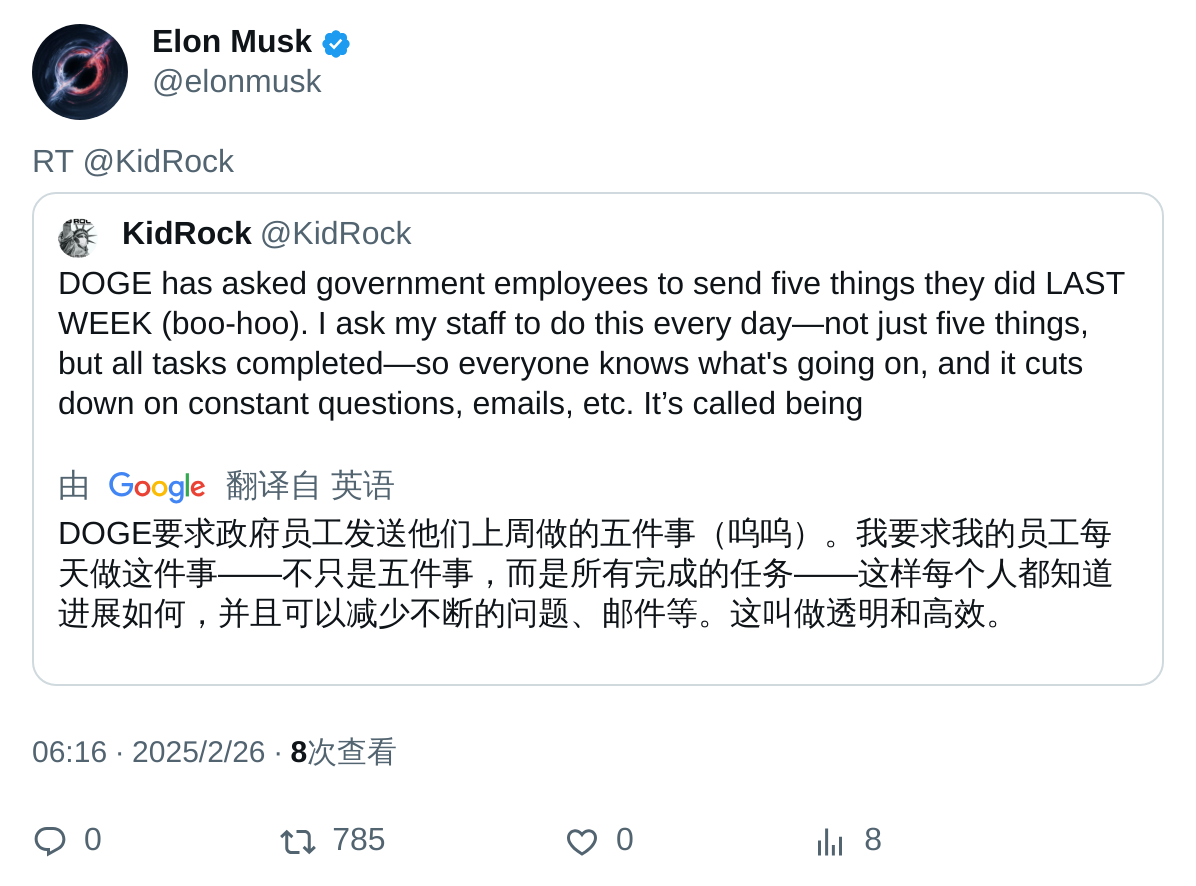 Elon Musk
@elonmusk
RT @KidRock
KidRock @KidRock
DOGE has asked government employees to send five things they did LAST
WEEK (boo-hoo). I ask my staff to do this every day—not just five things,
but all tasks completed—so everyone knows what's going on, and it cuts
down on constant questions, emails, etc. It’s called being
由 Google 翻译自 英语
DOGE要求政府员工发送他们上周做的五件事（呜呜）。我要求我的员工每
天做这件事——不只是五件事，而是所有完成的任务——这样每个人都知道
进展如何，并且可以减少不断的问题、邮件等。这叫做透明和高效。
06:16 · 2025/2/26 · 8次查看
0 785 0 8